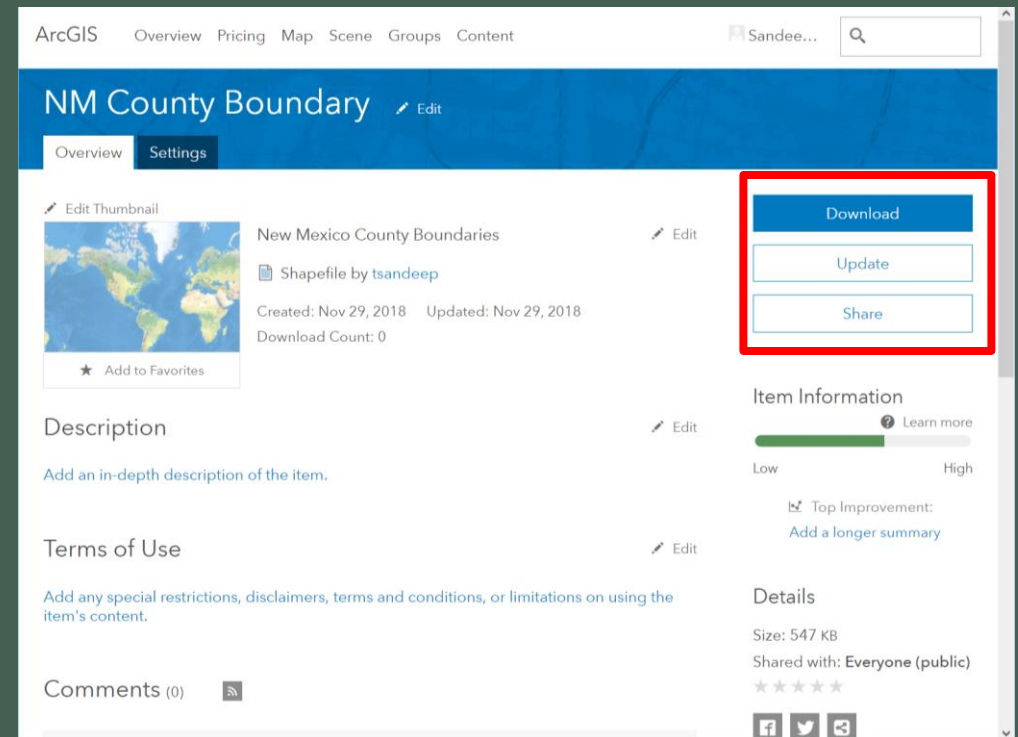 ArcGIS Overview Pricing Map Scene Groups Content Sandee...
NM County Boundary Edit
Overview Settings
Edit Thumbnail
Add to Favorites
New Mexico County Boundaries Edit
Shapefile by tsandeep
Created: Nov 29, 2018 Updated: Nov 29, 2018
Download Count: 0
Download
Update
Share
Description Edit
Add an in-depth description of the item.
Terms of Use Edit
Add any special restrictions, disclaimers, terms and conditions, or limitations on using the
item's content.
Comments (0)
Item Information
Learn more
Low High
Top Improvement:
Add a longer summary
Details
Size: 547 KB
Shared with: Everyone (public)